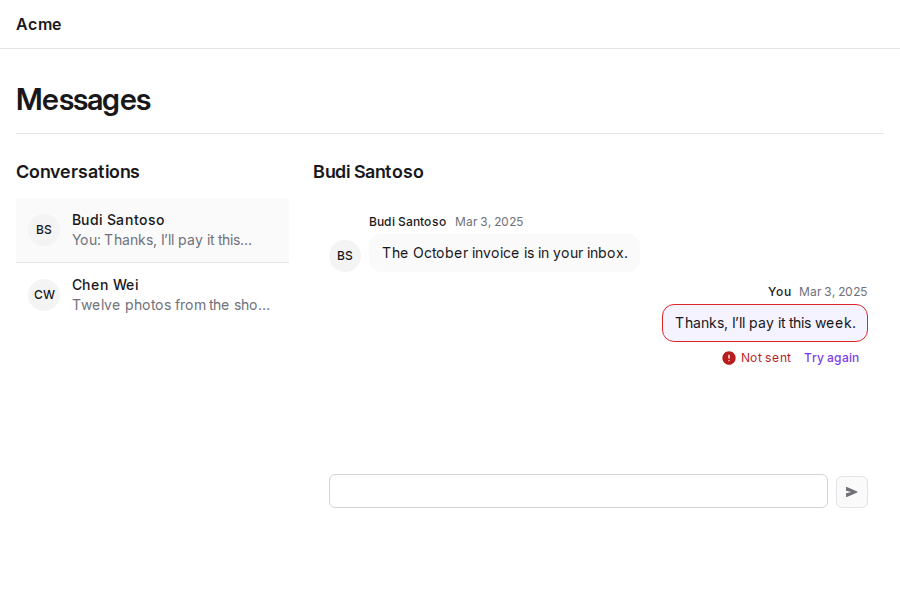 Acme
Messages
Conversations
BS
Budi Santoso
You: Thanks, I’ll pay it this...
CW
Chen Wei
Twelve photos from the sho...
Budi Santoso
Budi Santoso Mar 3, 2025
BS
The October invoice is in your inbox.
You Mar 3, 2025
Thanks, I’ll pay it this week.
Not sent Try again